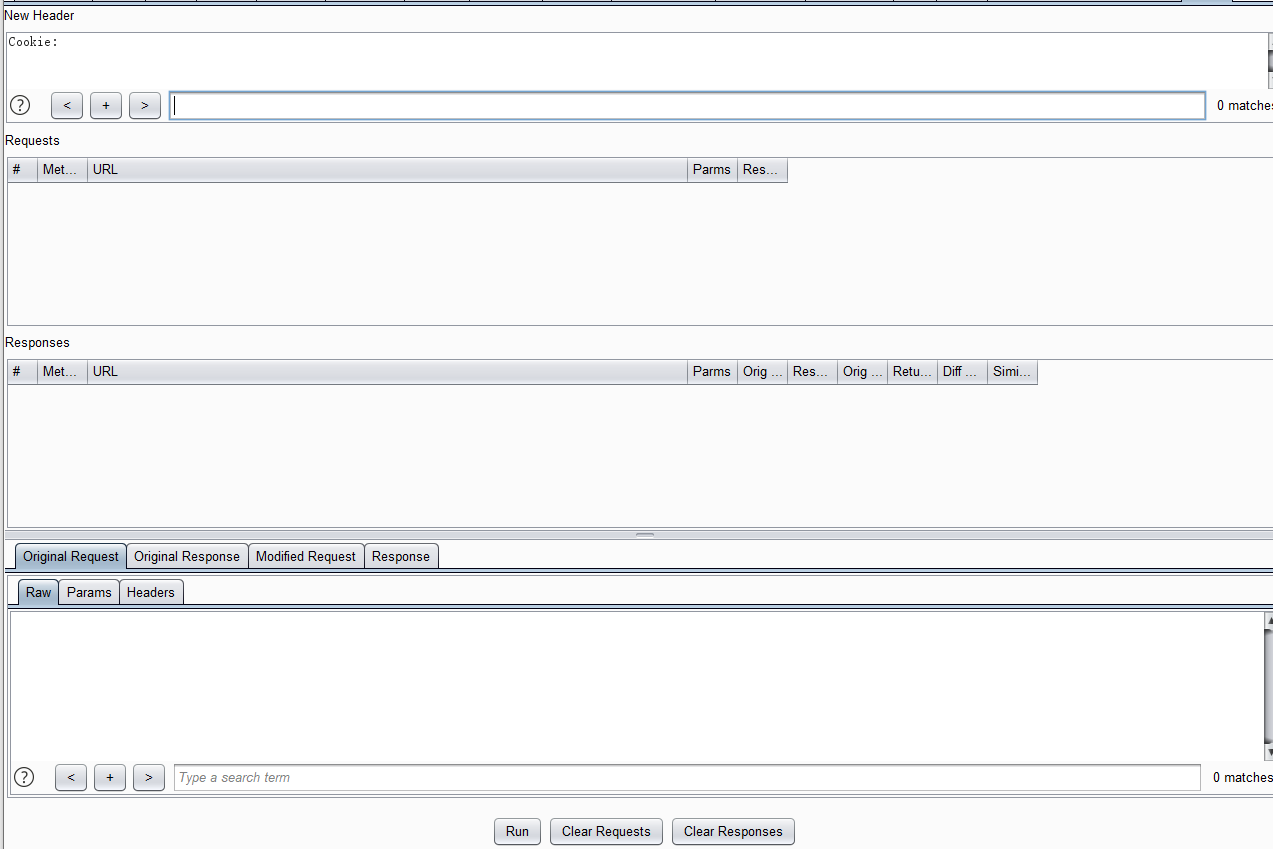 New Header
Cookie:
? < + > 0 matches
Requests
# Met... URL Parms Res...
Responses
# Met... URL Parms Orig ... Res... Orig ... Retu... Diff ... Simi...
Original Request Original Response Modified Request Response
Raw Params Headers
? < + > Type a search term 0 matches
Run Clear Requests Clear Responses